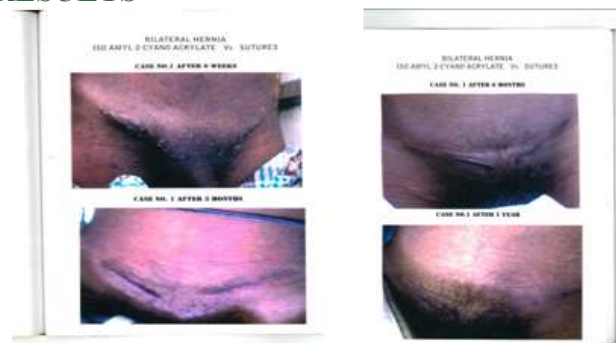 RESULTS
BILATERAL HERNIA
ISO AMYL 2-CYANO ACRYLATE Vs SUTURES
CASE NO.1 AFTER 6 WEEKS
CASE NO. 1 AFTER 3 MONTHS
BILATERAL HERNIA
ISO AMYL 2-CYANO ACRYLATE Vs SUTURES
CASE NO. 1 AFTER 6 MONTHS
CASE NO.1 AFTER 1 YEAR